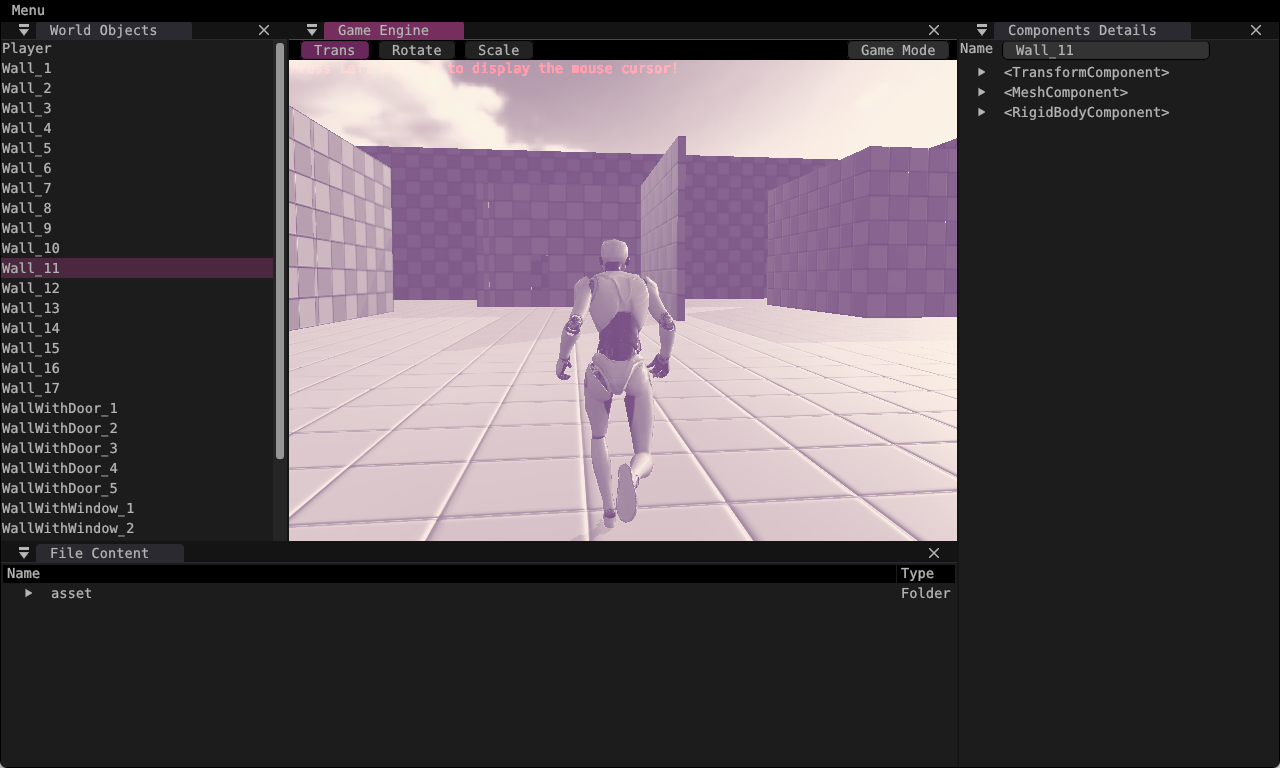 Menu
World Objects
Player
Wall_1
Wall_2
Wall_3
Wall_4
Wall_5
Wall_6
Wall_7
Wall_8
Wall_9
Wall_10
Wall_11
Wall_12
Wall_13
Wall_14
Wall_15
Wall_16
Wall_17
WallWithDoor_1
WallWithDoor_2
WallWithDoor_3
WallWithDoor_4
WallWithDoor_5
WallWithWindow_1
WallWithWindow_2
Game Engine
Trans Rotate Scale Game Mode
to display the mouse cursor!
Components Details
Name Wall_11
<TransformComponent>
<MeshComponent>
<RigidBodyComponent>
File Content
Name Type
asset Folder